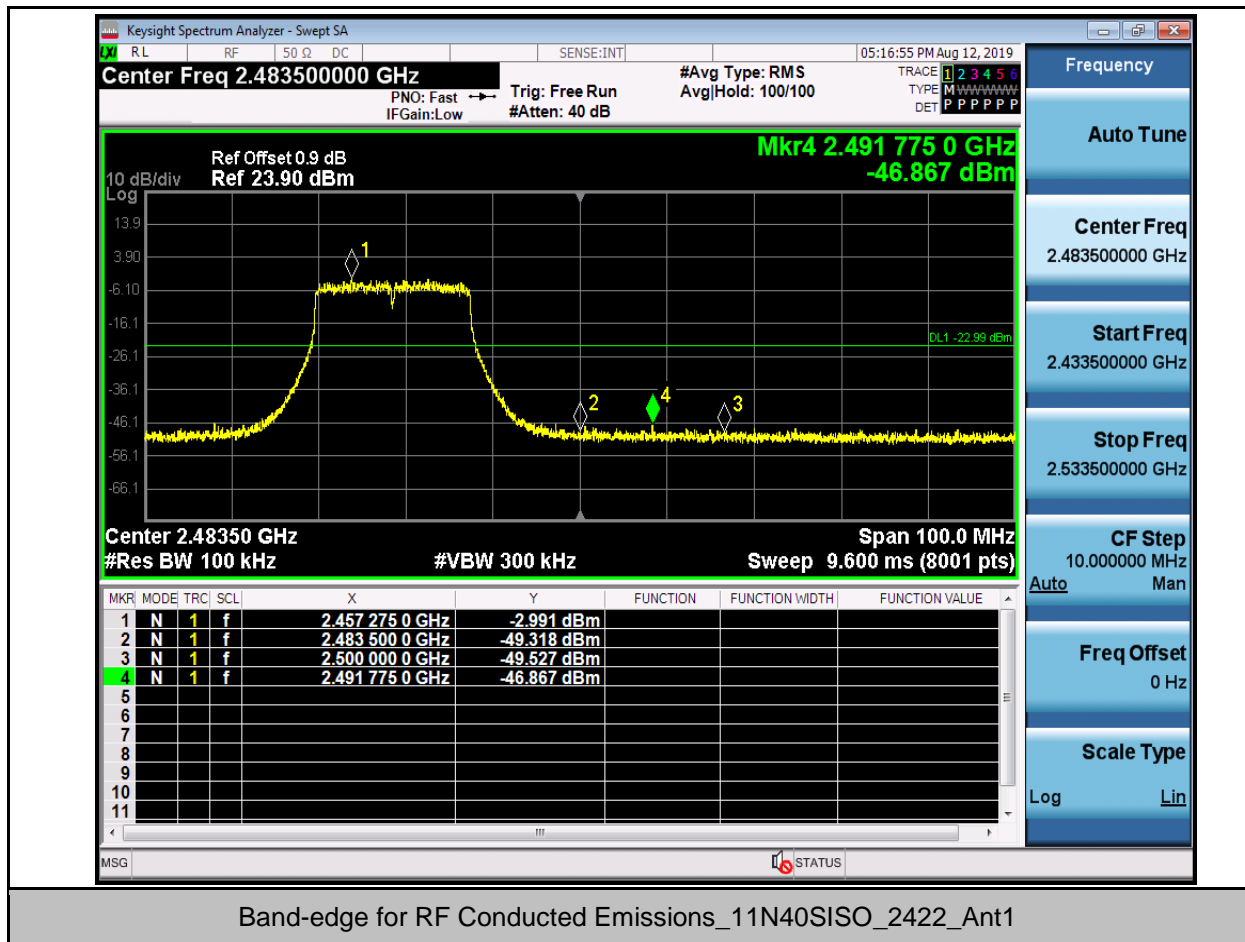 Keysight Spectrum Analyzer - Swept SA
LXI RL RF 50 Ω DC SENSE:INT 05:16:55 PM Aug 12, 2019
Center Freq 2.483500000 GHz
PNO: Fast
IFGain:Low
Trig: Free Run
#Atten: 40 dB
#Avg Type: RMS
Avg|Hold: 100/100
TRACE 1 2 3 4 5 6
TYPE M WWWWW
DET P P P P P P
Mkr4 2.491 775 0 GHz
-46.867 dBm
Ref Offset 0.9 dB
10 dB/div Ref 23.90 dBm
Log
13.9
3.90
-6.10
-16.1
-26.1
-36.1
-46.1
-56.1
-66.1
1
2
4
3
DL1 -22.99 dBm
Center 2.48350 GHz Span 100.0 MHz
#Res BW 100 kHz #VBW 300 kHz Sweep 9.600 ms (8001 pts)
MKR MODE TRC SCL X Y FUNCTION FUNCTION WIDTH FUNCTION VALUE
1 N 1 f 2.457 275 0 GHz -2.991 dBm
2 N 1 f 2.483 500 0 GHz -49.318 dBm
3 N 1 f 2.500 000 0 GHz -49.527 dBm
4 N 1 f 2.491 775 0 GHz -46.867 dBm
5
6
7
8
9
10
11
MSG STATUS
Frequency
Auto Tune
Center Freq
2.483500000 GHz
Start Freq
2.433500000 GHz
Stop Freq
2.533500000 GHz
CF Step
10.000000 MHz
Auto Man
Freq Offset
0 Hz
Scale Type
Log Lin
Band-edge for RF Conducted Emissions_11N40SISO_2422_Ant1